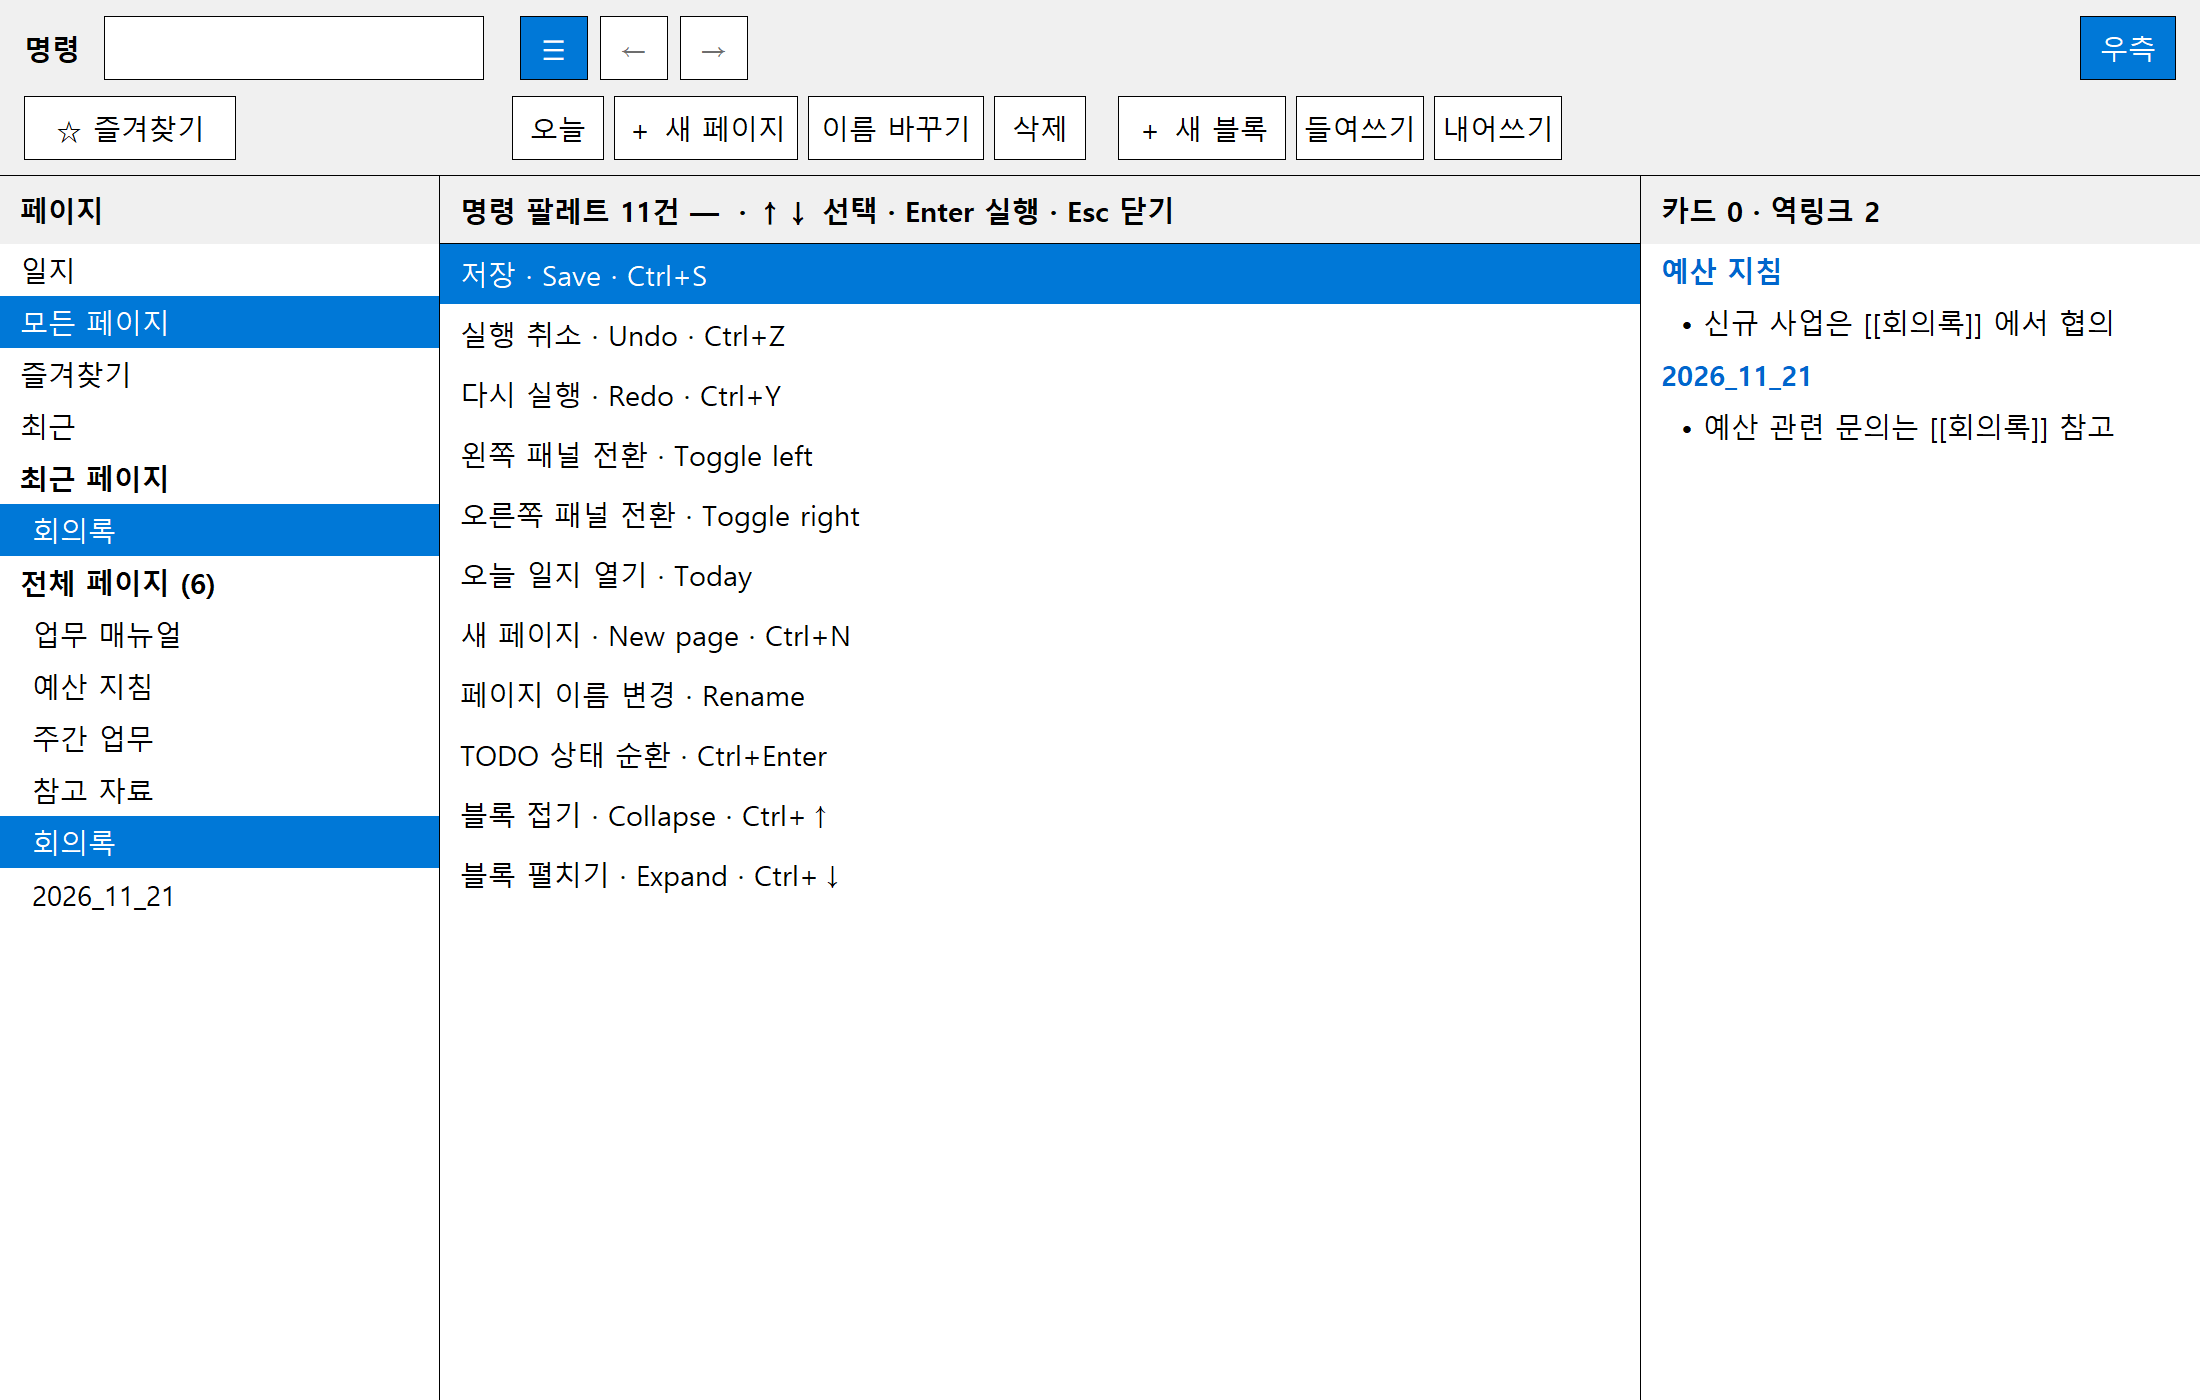 명령
☰ ← →
우측
☆ 즐겨찾기
오늘
+ 새 페이지
이름 바꾸기
삭제
+ 새 블록
들여쓰기
내어쓰기
페이지
일지
모든 페이지
즐겨찾기
최근
최근 페이지
회의록
전체 페이지 (6)
업무 매뉴얼
예산 지침
주간 업무
참고 자료
회의록
2026_11_21
명령 팔레트 11건 — · ↑↓ 선택 · Enter 실행 · Esc 닫기
저장 · Save · Ctrl+S
실행 취소 · Undo · Ctrl+Z
다시 실행 · Redo · Ctrl+Y
왼쪽 패널 전환 · Toggle left
오른쪽 패널 전환 · Toggle right
오늘 일지 열기 · Today
새 페이지 · New page · Ctrl+N
페이지 이름 변경 · Rename
TODO 상태 순환 · Ctrl+Enter
블록 접기 · Collapse · Ctrl+↑
블록 펼치기 · Expand · Ctrl+↓
카드 0 · 역링크 2
예산 지침
• 신규 사업은 [[회의록]] 에서 협의
2026_11_21
• 예산 관련 문의는 [[회의록]] 참고